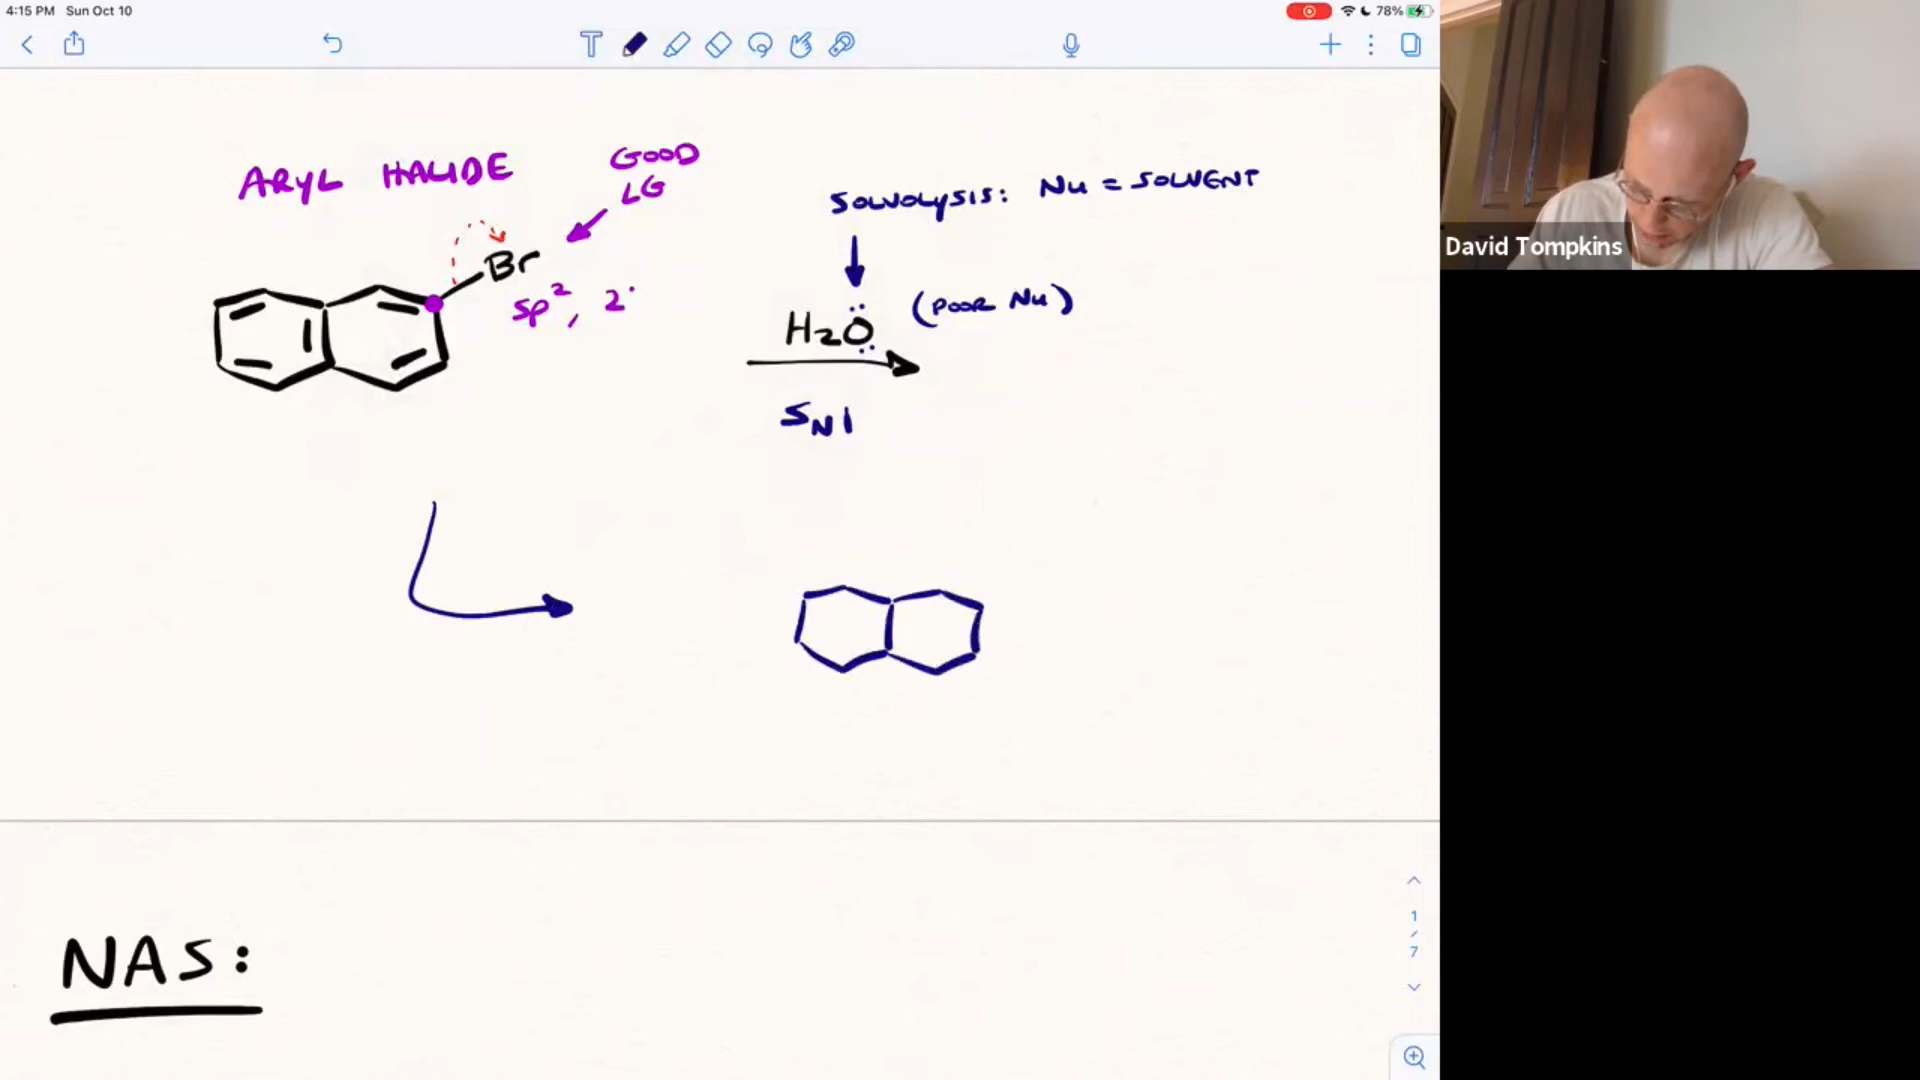 4:15 PM Sun Oct 10
78%
ARYL HALIDE
GOOD
LG
Br
sp², 2°
SOLVOLYSIS: Nu = SOLVENT
H₂O
(POOR Nu)
SN1
NAS:
1
/
7
David Tompkins